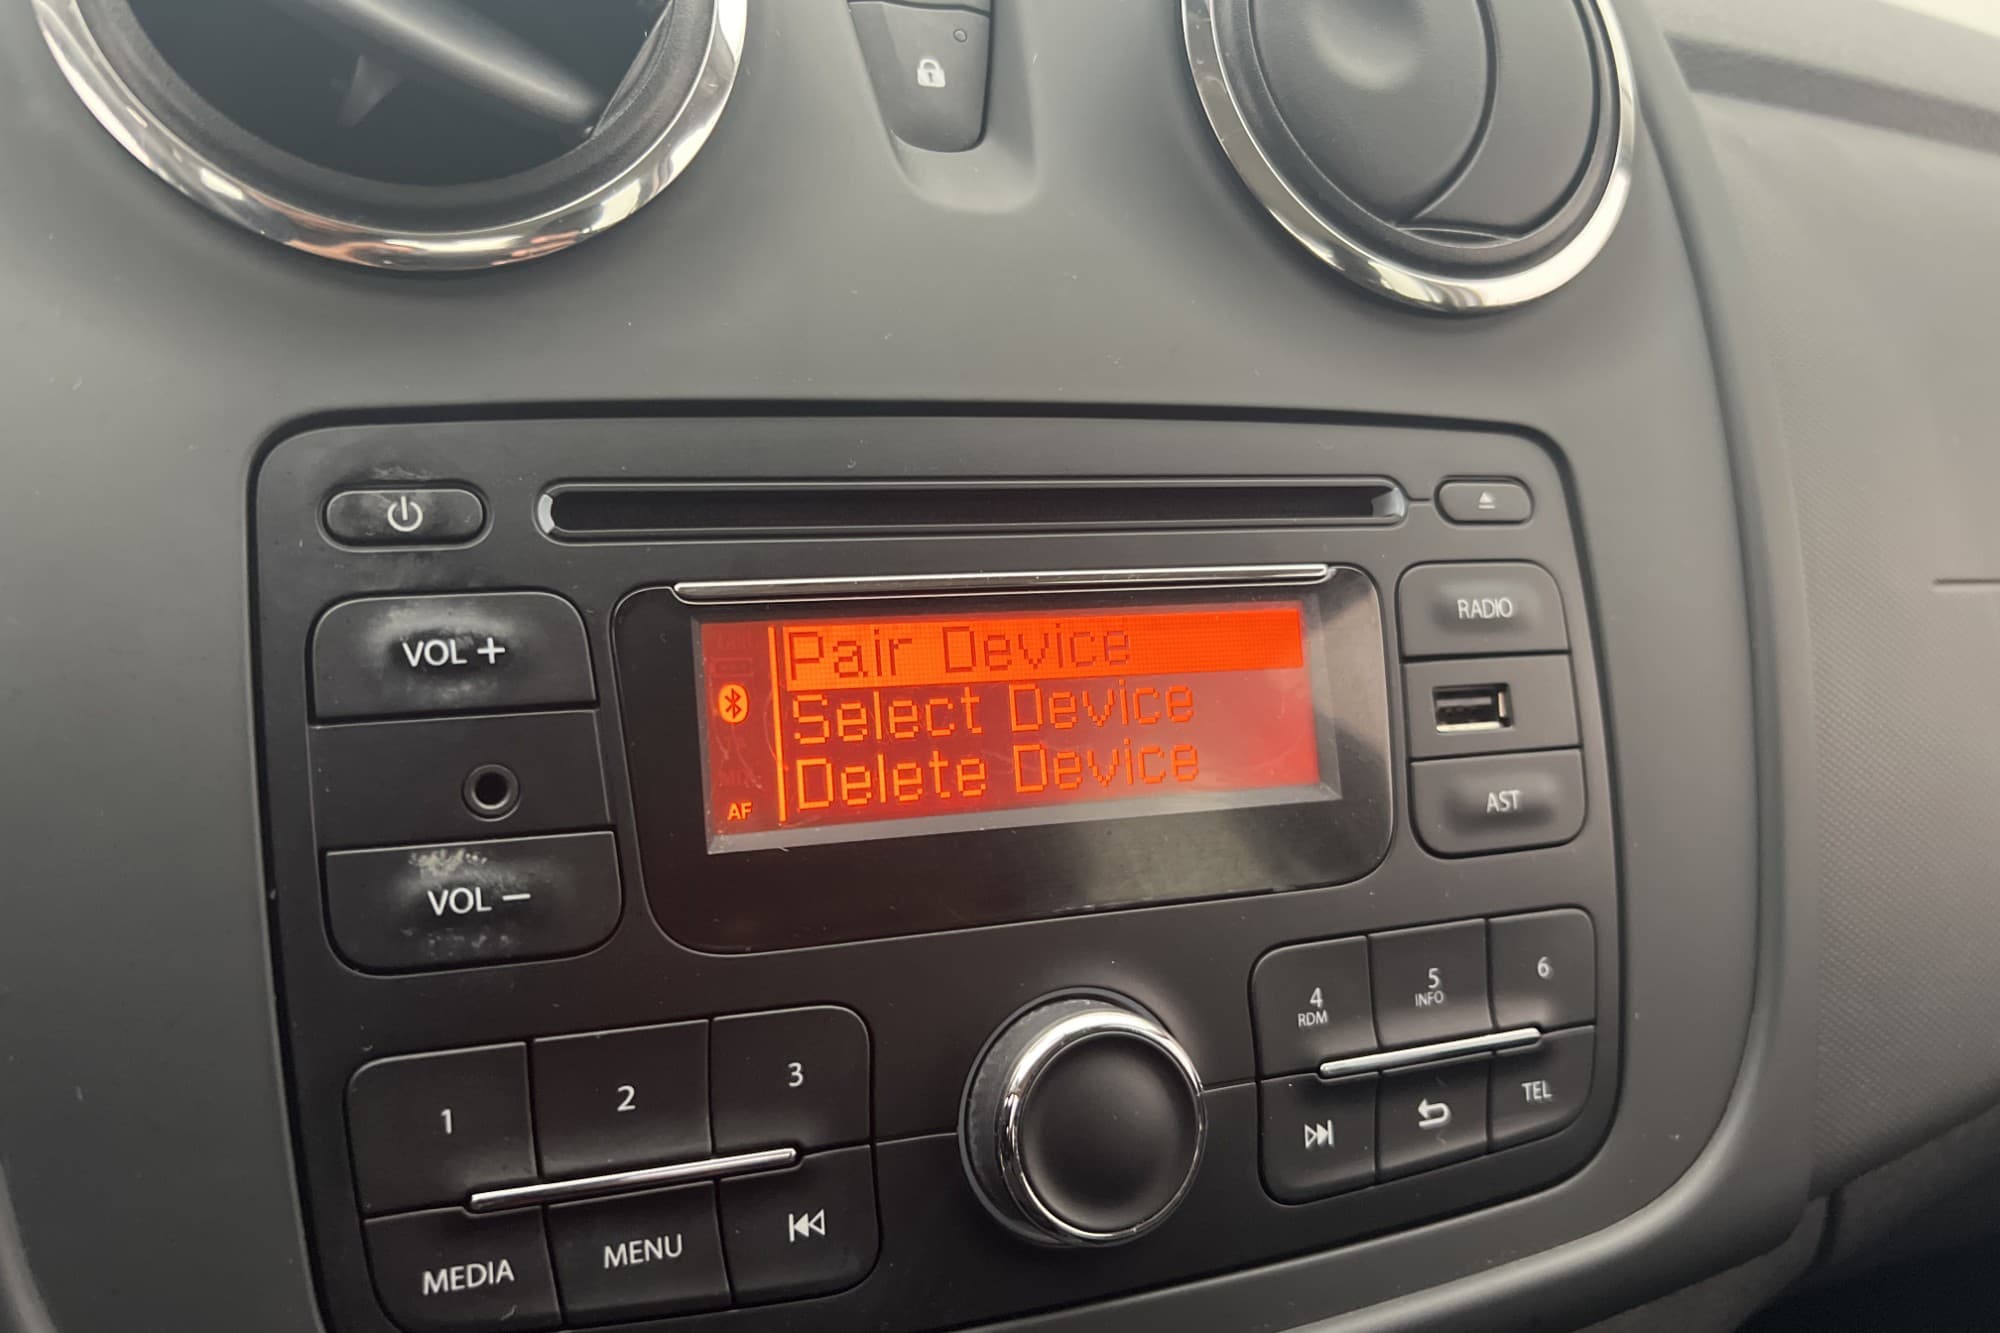 VOL +
VOL −
Pair Device
Select Device
Delete Device
AF
RADIO
AST
1
2
3
MEDIA
MENU
4
RDM
5
INFO
6
TEL